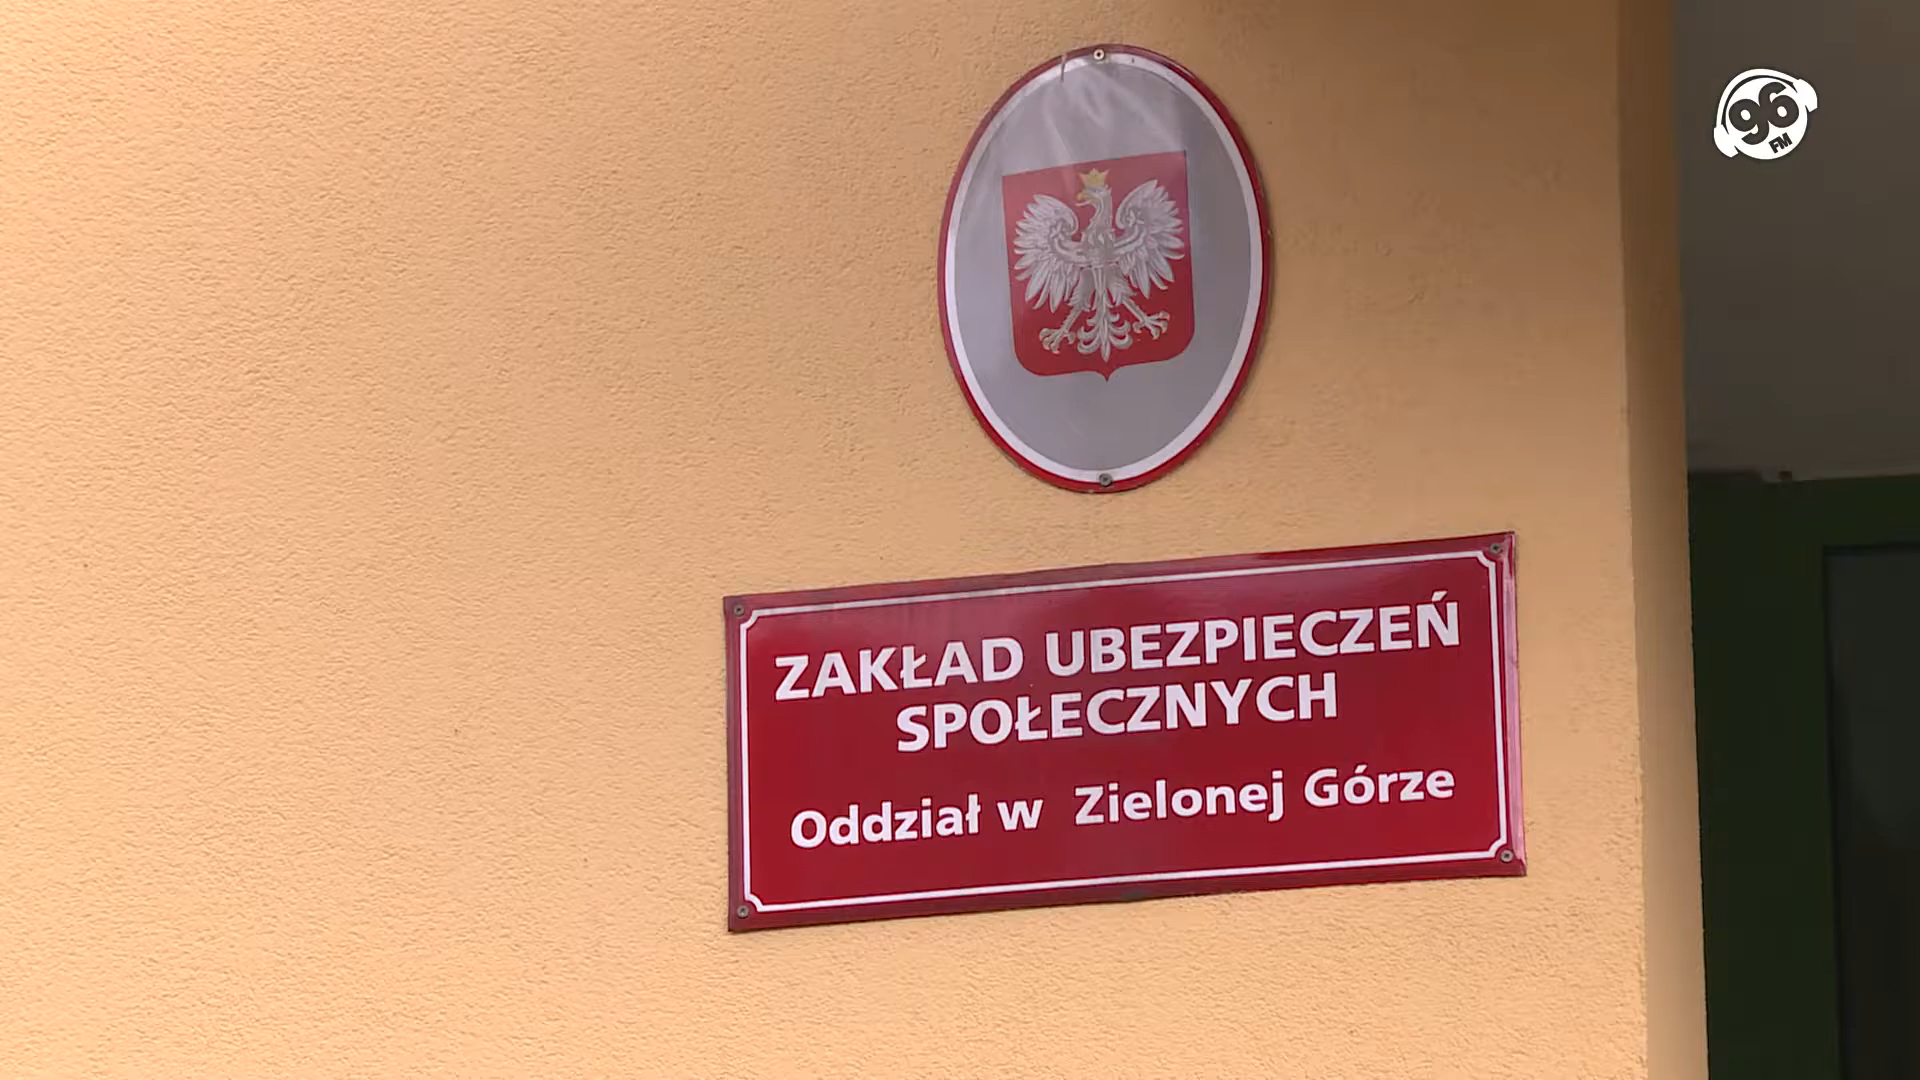 96
FM
ZAKŁAD UBEZPIECZEŃ
SPOŁECZNYCH
Oddział w Zielonej Górze